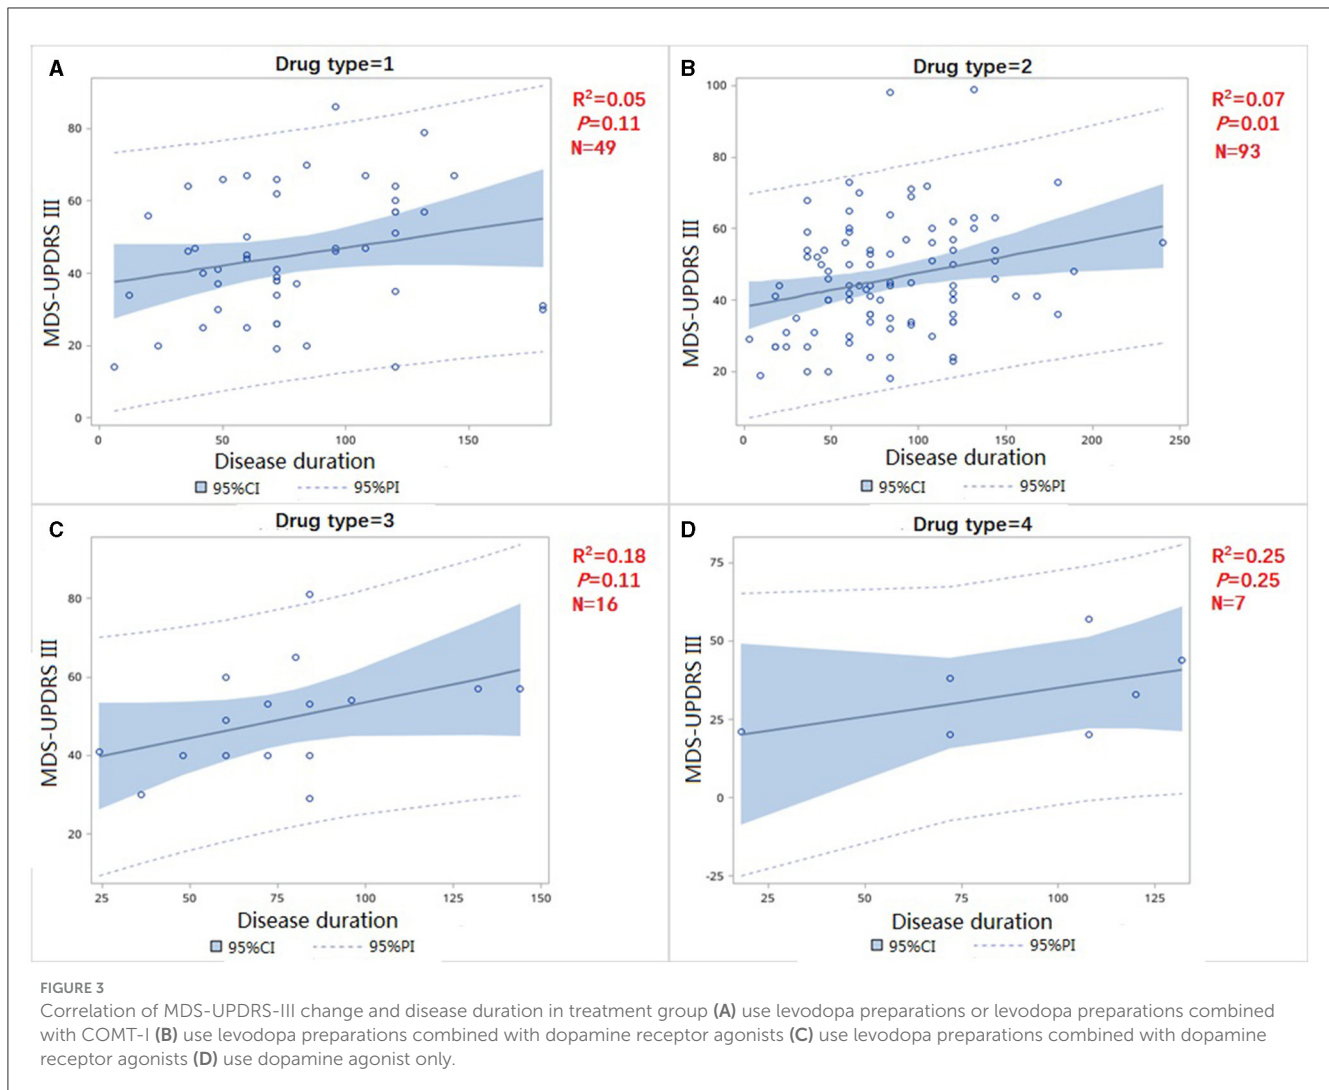 A
Drug type=1
R²=0.05
P=0.11
N=49
MDS-UPDRS III
80
60
40
20
0
0 50 100 150
Disease duration
95%CI 95%PI
B
Drug type=2
R²=0.07
P=0.01
N=93
MDS-UPDRS III
100
80
60
40
20
0 50 100 150 200 250
Disease duration
95%CI 95%PI
C
Drug type=3
R²=0.18
P=0.11
N=16
MDS-UPDRS III
80
60
40
20
25 50 75 100 125 150
Disease duration
95%CI 95%PI
D
Drug type=4
R²=0.25
P=0.25
N=7
MDS-UPDRS III
75
50
25
0
-25
25 50 75 100 125
Disease duration
95%CI 95%PI
FIGURE 3
Correlation of MDS-UPDRS-III change and disease duration in treatment group (A) use levodopa preparations or levodopa preparations combined
with COMT-I (B) use levodopa preparations combined with dopamine receptor agonists (C) use levodopa preparations combined with dopamine
receptor agonists (D) use dopamine agonist only.